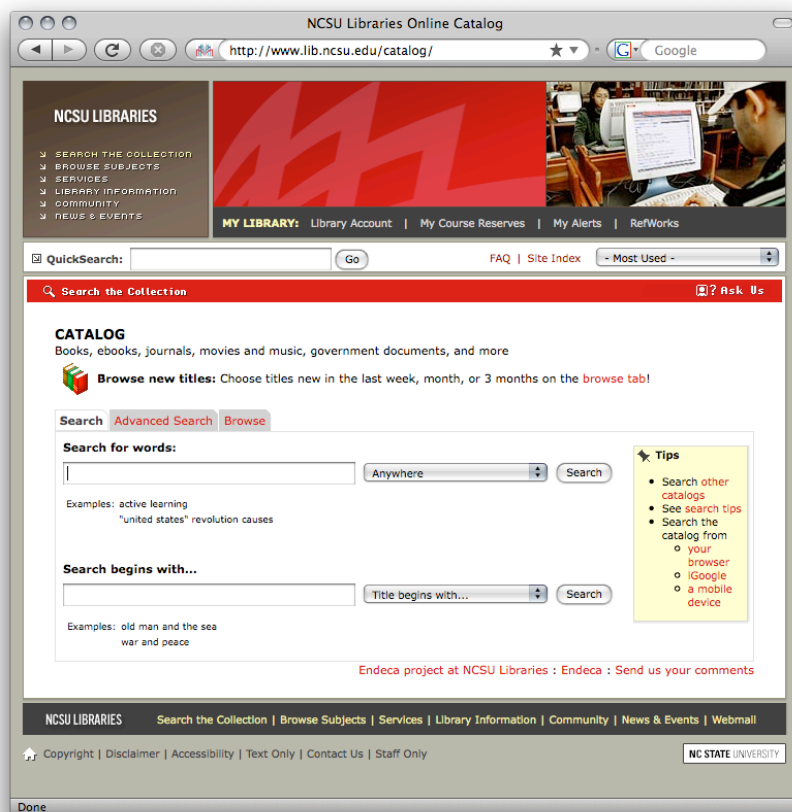 NCSU Libraries Online Catalog
http://www.lib.ncsu.edu/catalog/
G
Google
NCSU LIBRARIES
SEARCH THE COLLECTION
BROWSE SUBJECTS
SERVICES
LIBRARY INFORMATION
COMMUNITY
NEWS & EVENTS
MY LIBRARY: Library Account | My Course Reserves | My Alerts | RefWorks
QuickSearch: Go FAQ | Site Index - Most Used -
Search the Collection ? Ask Us
CATALOG
Books, ebooks, journals, movies and music, government documents, and more
Browse new titles: Choose titles new in the last week, month, or 3 months on the browse tab!
Search Advanced Search Browse
Search for words:
Anywhere Search
Examples: active learning
"united states" revolution causes
Search begins with...
Title begins with... Search
Examples: old man and the sea
war and peace
Tips
• Search other
catalogs
• See search tips
• Search the
catalog from
o your
browser
o iGoogle
o a mobile
device
Endeca project at NCSU Libraries : Endeca : Send us your comments
NCSU LIBRARIES Search the Collection | Browse Subjects | Services | Library Information | Community | News & Events | Webmail
Copyright | Disclaimer | Accessibility | Text Only | Contact Us | Staff Only
NC STATE UNIVERSITY
Done